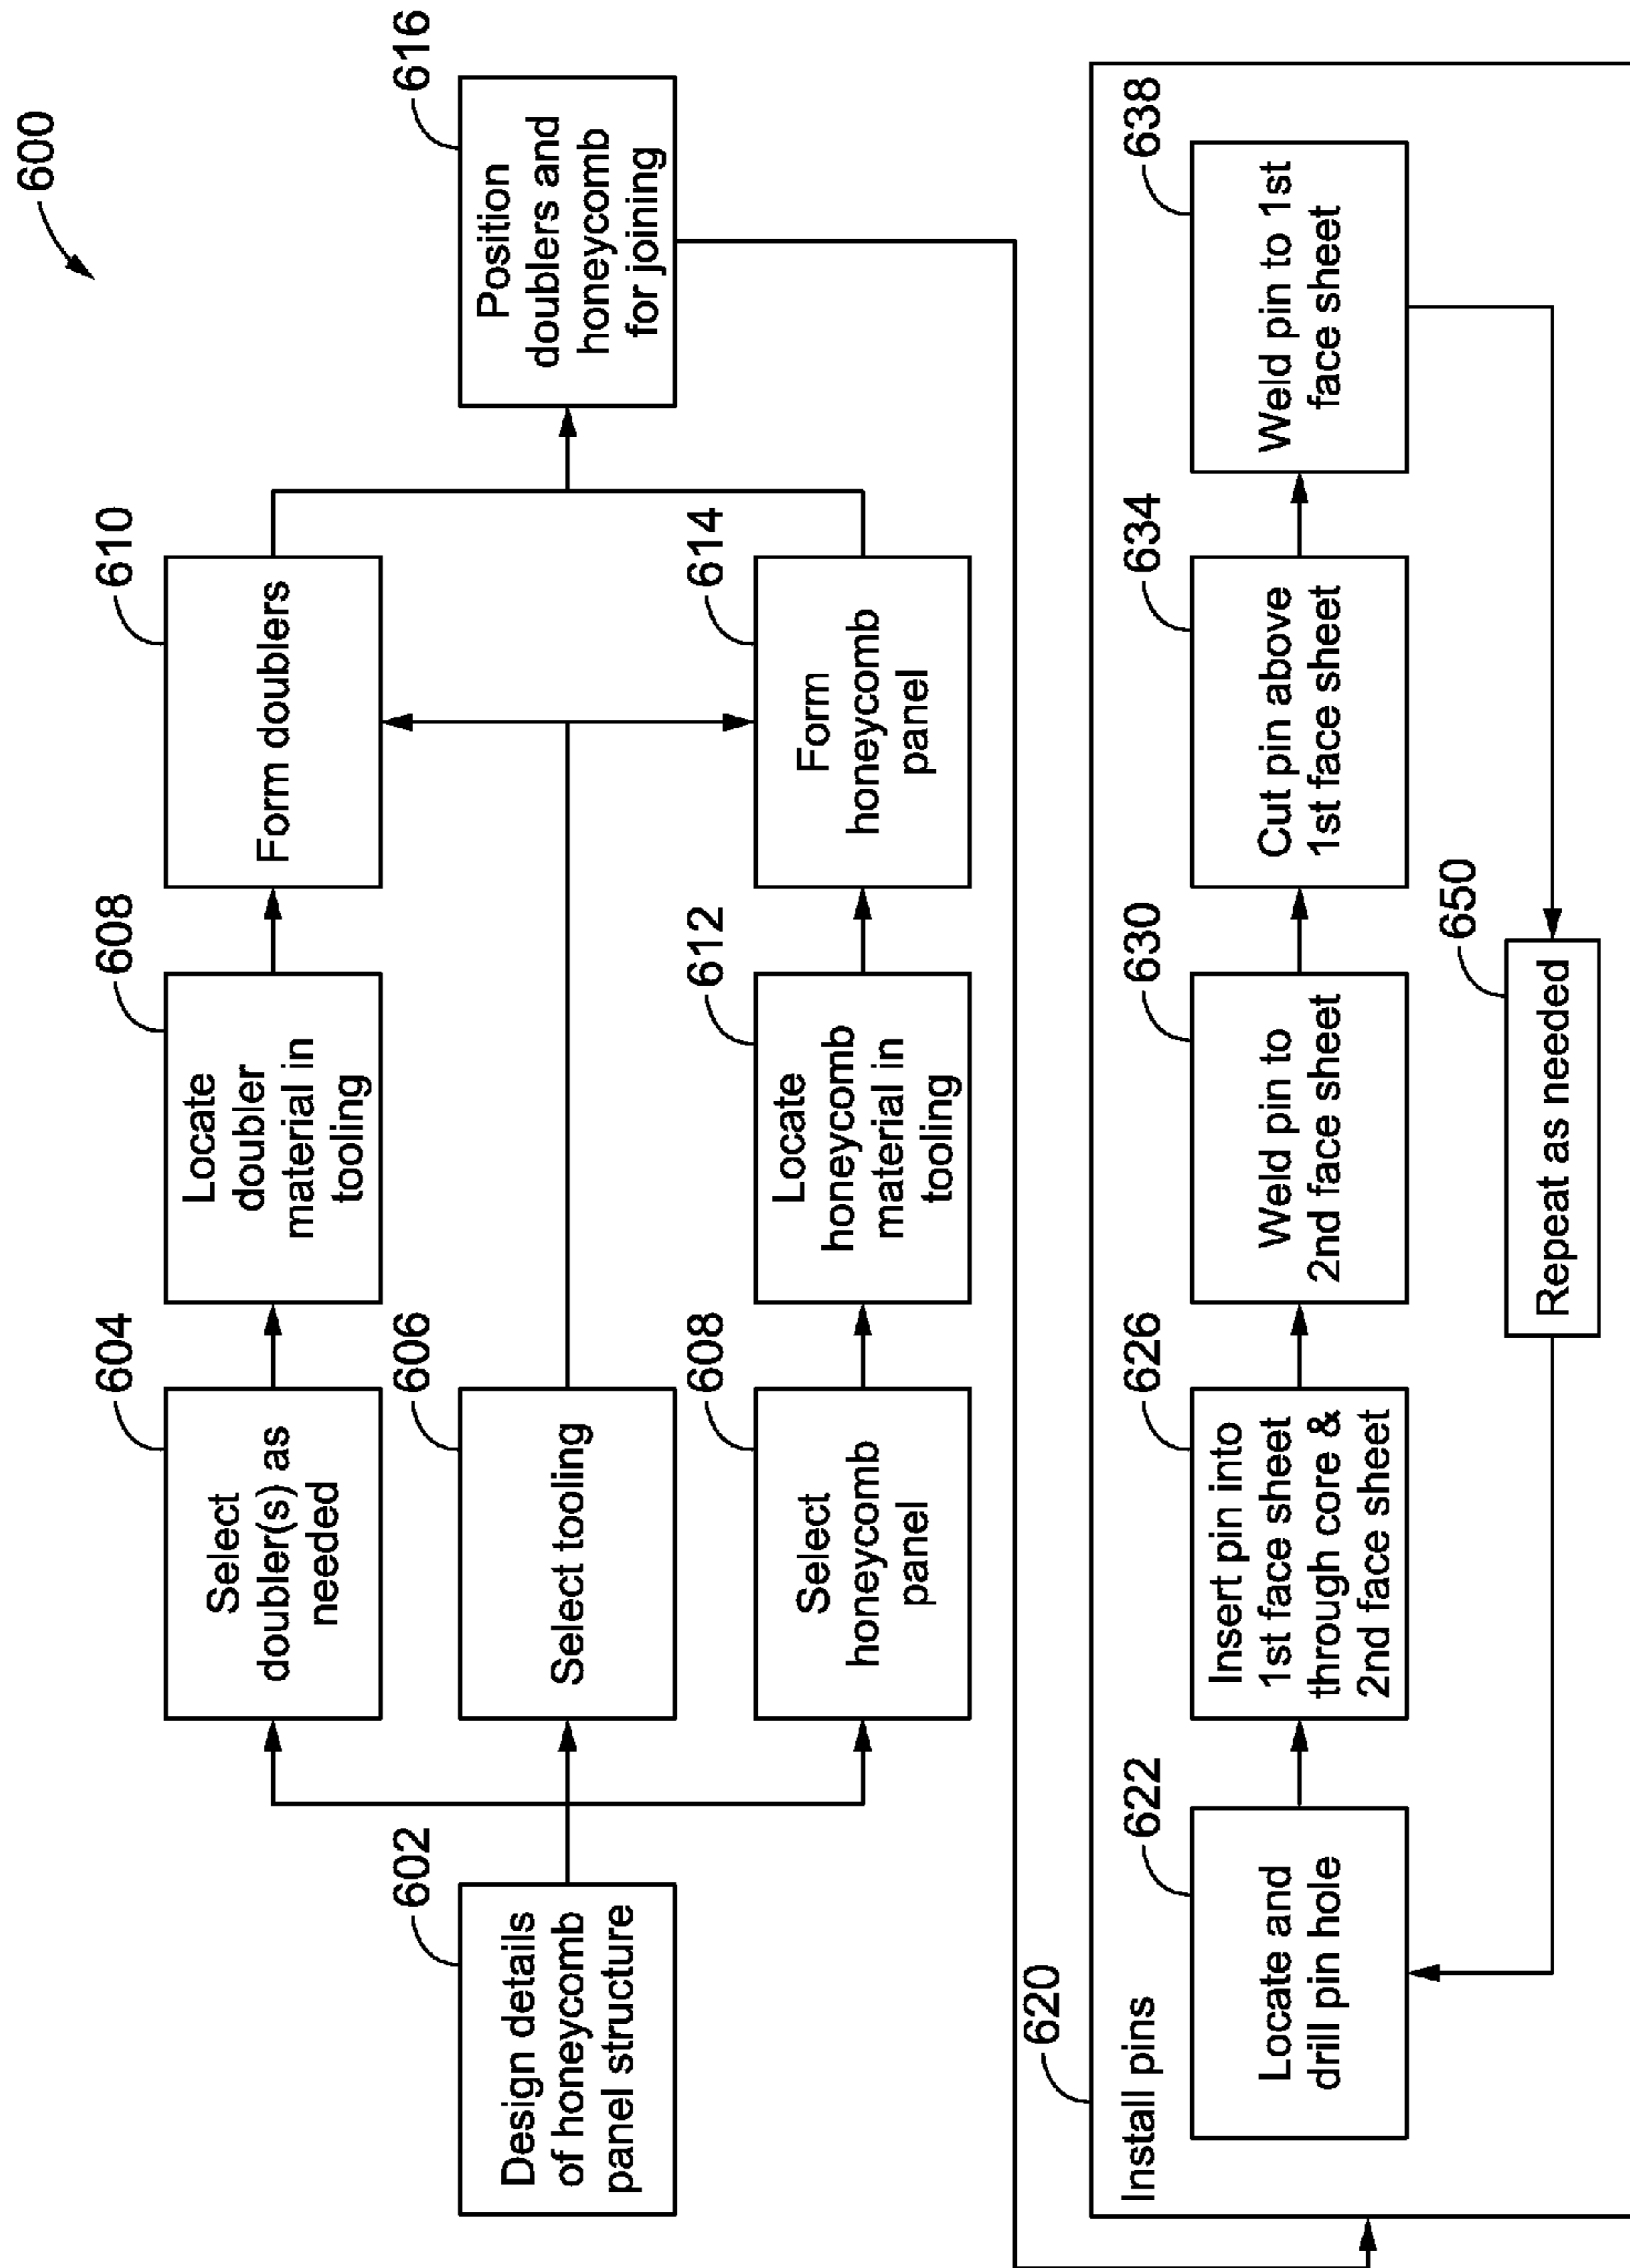 600
602
Design details
of honeycomb
panel structure
604
Select
doubler(s) as
needed
608
Locate
doubler
material in
tooling
610
Form doublers
606
Select tooling
608
Select
honeycomb
panel
612
Locate
honeycomb
material in
tooling
614
Form
honeycomb
panel
616
Position
doublers and
honeycomb
for joining
620
Install pins
622
Locate and
drill pin hole
626
Insert pin into
1st face sheet
through core &
2nd face sheet
630
Weld pin to
2nd face sheet
634
Cut pin above
1st face sheet
638
Weld pin to 1st
face sheet
650
Repeat as needed